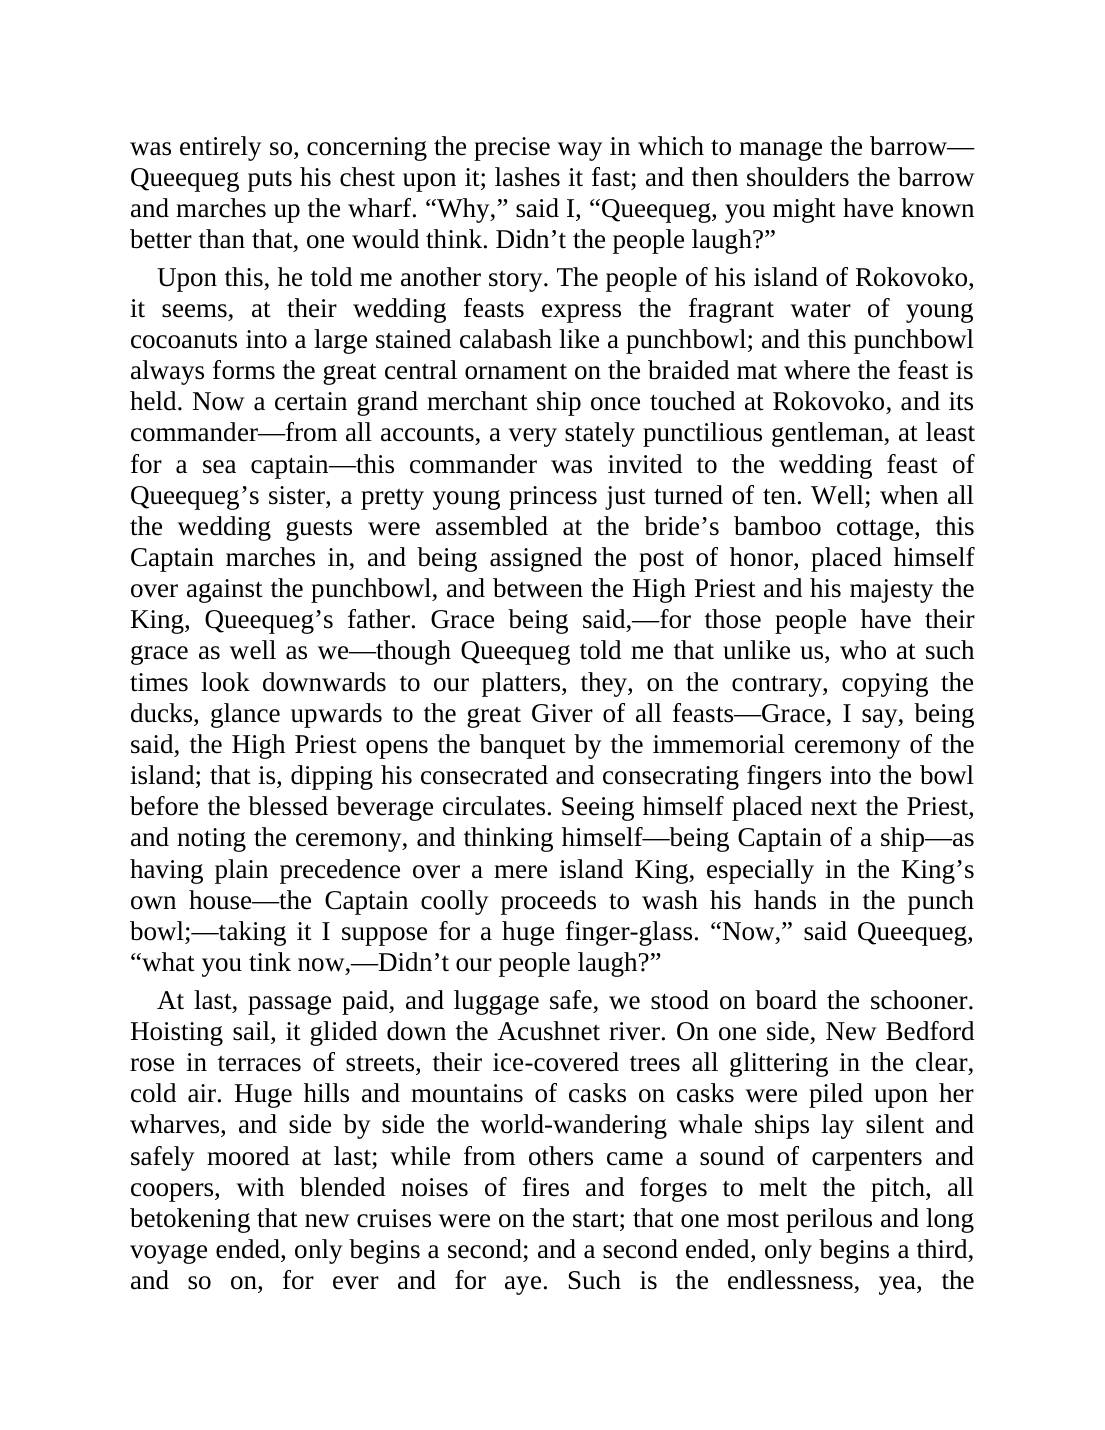 was entirely so, concerning the precise way in which to manage the barrow—
Queequeg puts his chest upon it; lashes it fast; and then shoulders the barrow
and marches up the wharf. “Why,” said I, “Queequeg, you might have known
better than that, one would think. Didn’t the people laugh?”
Upon this, he told me another story. The people of his island of Rokovoko,
it seems, at their wedding feasts express the fragrant water of young
cocoanuts into a large stained calabash like a punchbowl; and this punchbowl
always forms the great central ornament on the braided mat where the feast is
held. Now a certain grand merchant ship once touched at Rokovoko, and its
commander—from all accounts, a very stately punctilious gentleman, at least
for a sea captain—this commander was invited to the wedding feast of
Queequeg’s sister, a pretty young princess just turned of ten. Well; when all
the wedding guests were assembled at the bride’s bamboo cottage, this
Captain marches in, and being assigned the post of honor, placed himself
over against the punchbowl, and between the High Priest and his majesty the
King, Queequeg’s father. Grace being said,—for those people have their
grace as well as we—though Queequeg told me that unlike us, who at such
times look downwards to our platters, they, on the contrary, copying the
ducks, glance upwards to the great Giver of all feasts—Grace, I say, being
said, the High Priest opens the banquet by the immemorial ceremony of the
island; that is, dipping his consecrated and consecrating fingers into the bowl
before the blessed beverage circulates. Seeing himself placed next the Priest,
and noting the ceremony, and thinking himself—being Captain of a ship—as
having plain precedence over a mere island King, especially in the King’s
own house—the Captain coolly proceeds to wash his hands in the punch
bowl;—taking it I suppose for a huge finger-glass. “Now,” said Queequeg,
“what you tink now,—Didn’t our people laugh?”
At last, passage paid, and luggage safe, we stood on board the schooner.
Hoisting sail, it glided down the Acushnet river. On one side, New Bedford
rose in terraces of streets, their ice-covered trees all glittering in the clear,
cold air. Huge hills and mountains of casks on casks were piled upon her
wharves, and side by side the world-wandering whale ships lay silent and
safely moored at last; while from others came a sound of carpenters and
coopers, with blended noises of fires and forges to melt the pitch, all
betokening that new cruises were on the start; that one most perilous and long
voyage ended, only begins a second; and a second ended, only begins a third,
and so on, for ever and for aye. Such is the endlessness, yea, the